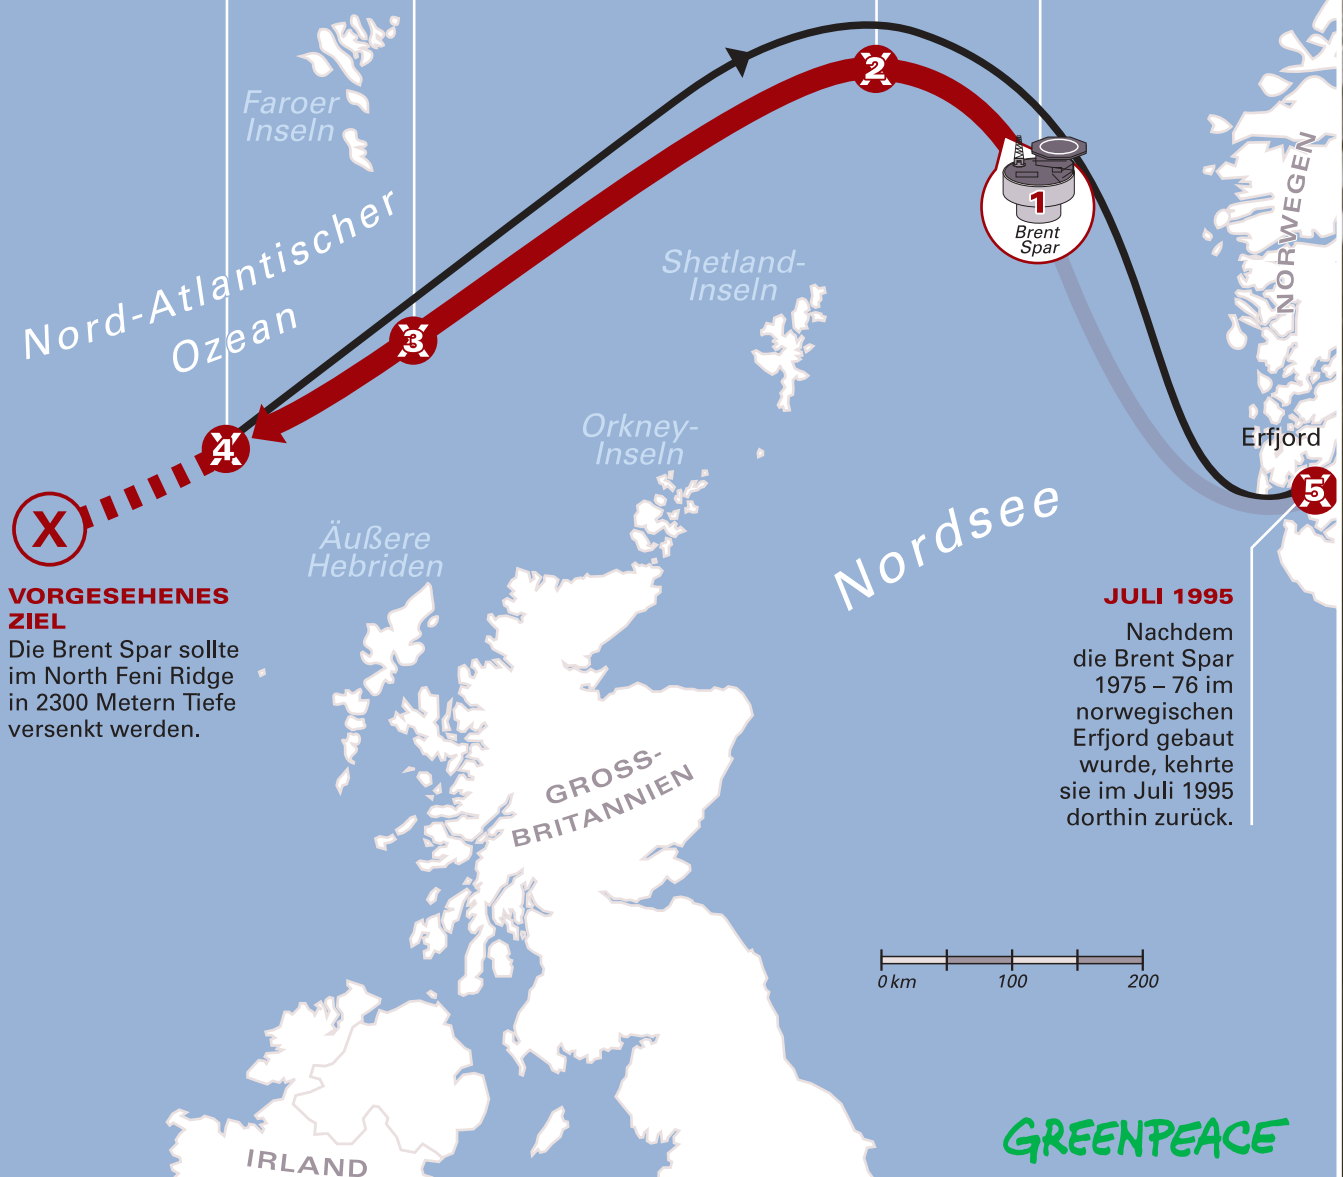 Faroer
Inseln
2
NORWEGEN
1
Brent
Spar
Nord-Atlantischer
Ozean
Shetland-
Inseln
3
4
Orkney-
Inseln
Erfjord
5
X
Nordsee
Äußere
Hebriden
VORGESEHENES
ZIEL
Die Brent Spar sollte
im North Feni Ridge
in 2300 Metern Tiefe
versenkt werden.
JULI 1995
Nachdem
die Brent Spar
1975 – 76 im
norwegischen
Erfjord gebaut
wurde, kehrte
sie im Juli 1995
dorthin zurück.
GROSS-
BRITANNIEN
0 km 100 200
GREENPEACE
IRLAND